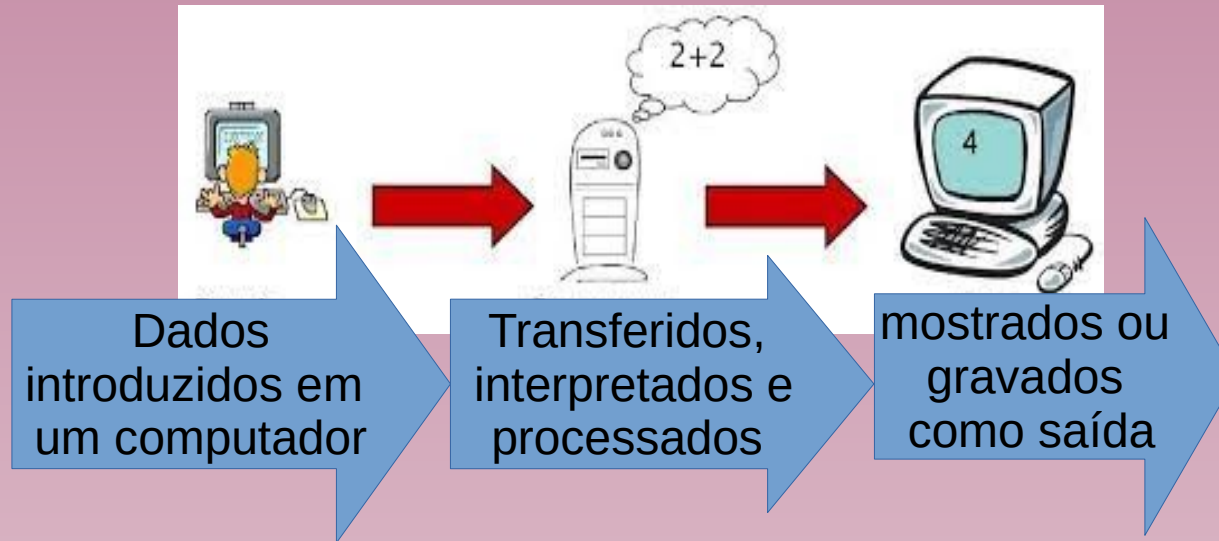 2+2
4
Dados
introduzidos em
um computador
Transferidos,
interpretados e
processados
mostrados ou
gravados
como saída